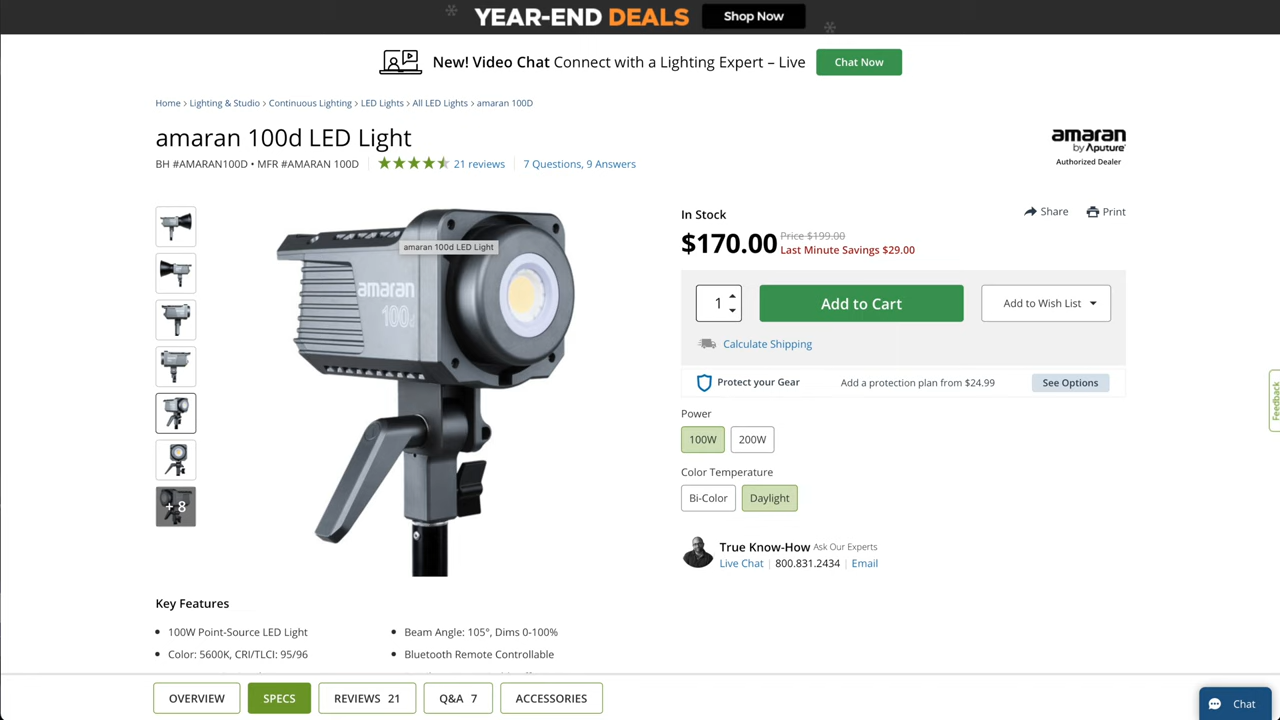 YEAR-END DEALS Shop Now
New! Video Chat Connect with a Lighting Expert – Live Chat Now
Home > Lighting & Studio > Continuous Lighting > LED Lights > All LED Lights > amaran 100D
amaran 100d LED Light
BH #AMARAN100D • MFR #AMARAN 100D 21 reviews 7 Questions, 9 Answers
amaran
by Aputure
Authorized Dealer
amaran 100d LED Light
amaran
100d
+ 8
In Stock
Share Print
$170.00 Price $199.00
Last Minute Savings $29.00
1 Add to Cart Add to Wish List
Calculate Shipping
Protect your Gear Add a protection plan from $24.99 See Options
Power
100W 200W
Color Temperature
Bi-Color Daylight
True Know-How Ask Our Experts
Live Chat | 800.831.2434 | Email
Feedback
Key Features
• 100W Point-Source LED Light
• Color: 5600K, CRI/TLCI: 95/96
• Beam Angle: 105°, Dims 0-100%
• Bluetooth Remote Controllable
OVERVIEW SPECS REVIEWS 21 Q&A 7 ACCESSORIES
Chat